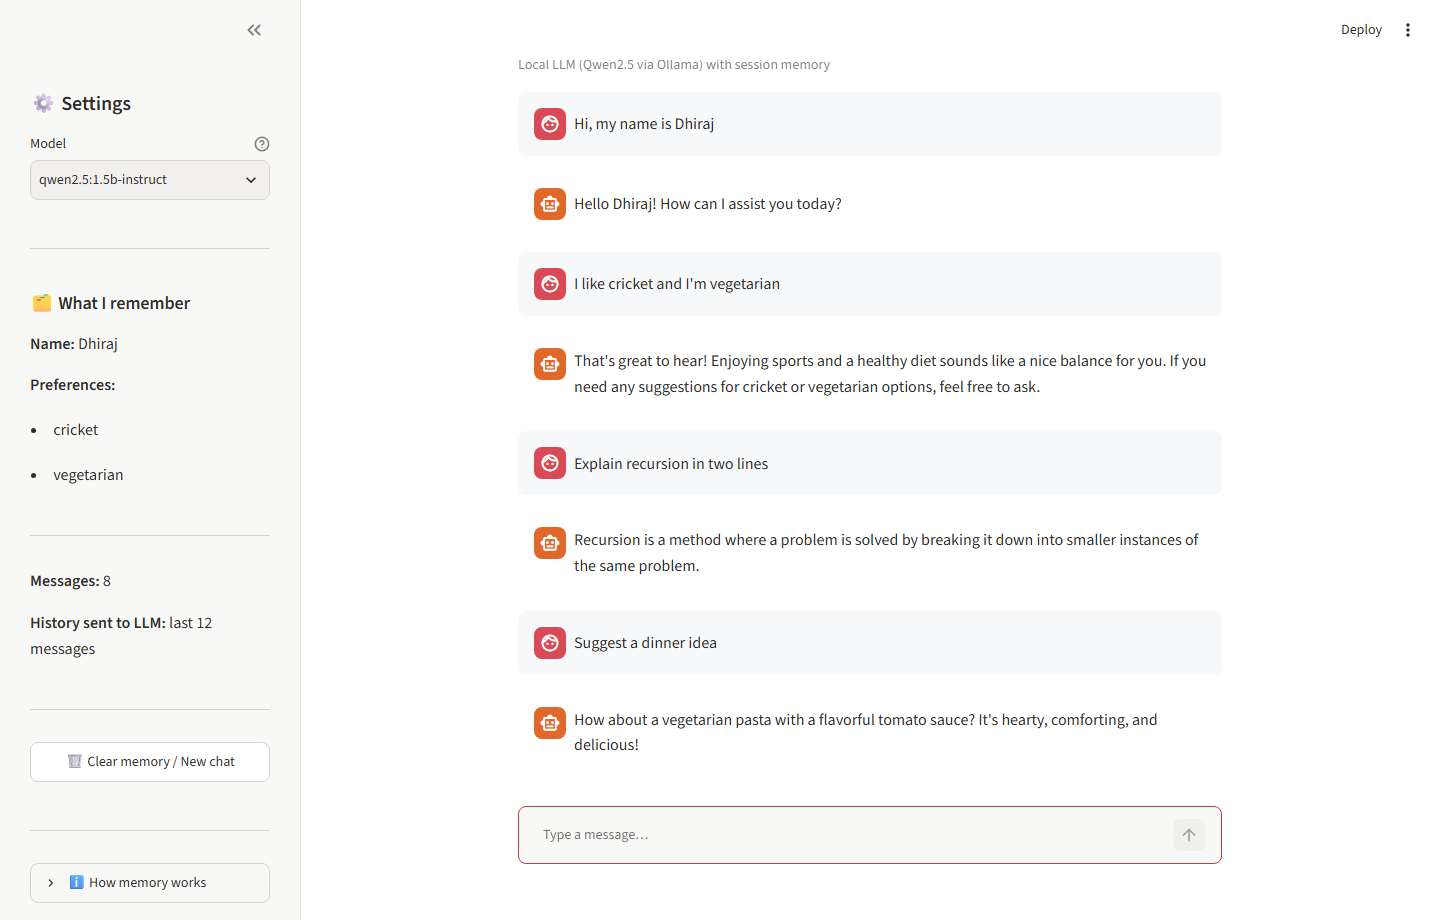 Settings
Model
qwen2.5:1.5b-instruct
What I remember
Name: Dhiraj
Preferences:
• cricket
• vegetarian
Messages: 8
History sent to LLM: last 12
messages
Clear memory / New chat
How memory works
Deploy
Local LLM (Qwen2.5 via Ollama) with session memory
Hi, my name is Dhiraj
Hello Dhiraj! How can I assist you today?
I like cricket and I'm vegetarian
That's great to hear! Enjoying sports and a healthy diet sounds like a nice balance for you. If you
need any suggestions for cricket or vegetarian options, feel free to ask.
Explain recursion in two lines
Recursion is a method where a problem is solved by breaking it down into smaller instances of
the same problem.
Suggest a dinner idea
How about a vegetarian pasta with a flavorful tomato sauce? It's hearty, comforting, and
delicious!
Type a message...